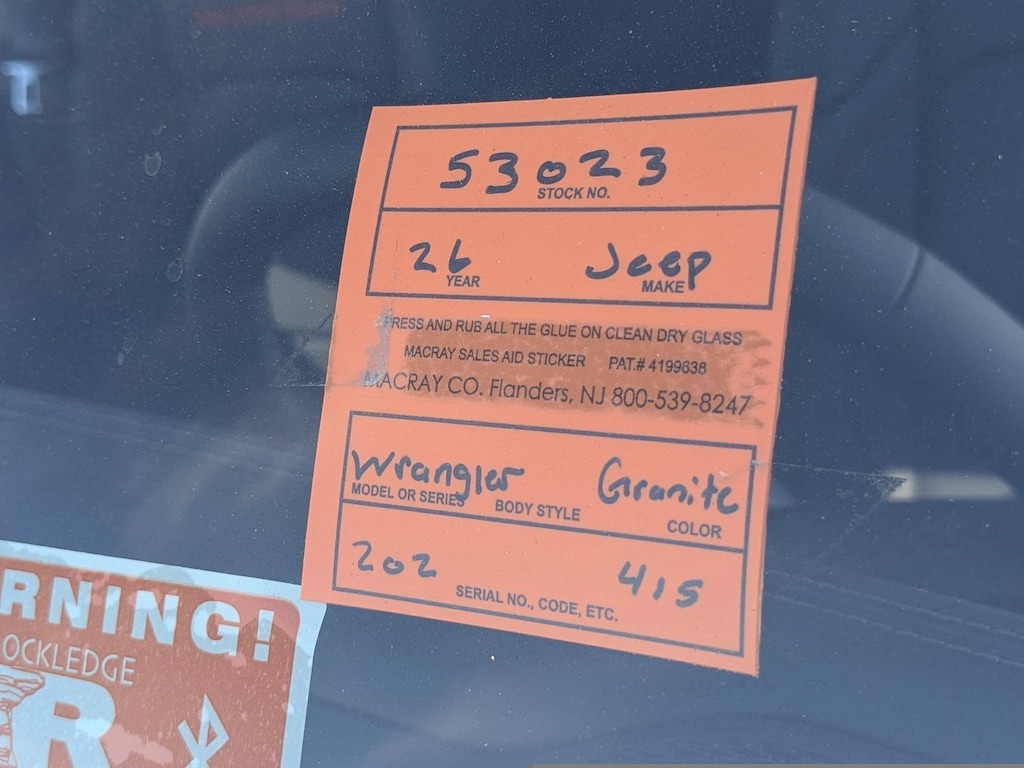 53023
STOCK NO.
26 Jeep
YEAR MAKE
PRESS AND RUB ALL THE GLUE ON CLEAN DRY GLASS
MACRAY SALES AID STICKER PAT.# 4199638
MACRAY CO. Flanders, NJ 800-539-8247
Wrangler Granite
MODEL OR SERIES BODY STYLE COLOR
202 415
SERIAL NO., CODE, ETC.
RNING!
OCKLEDGE
R